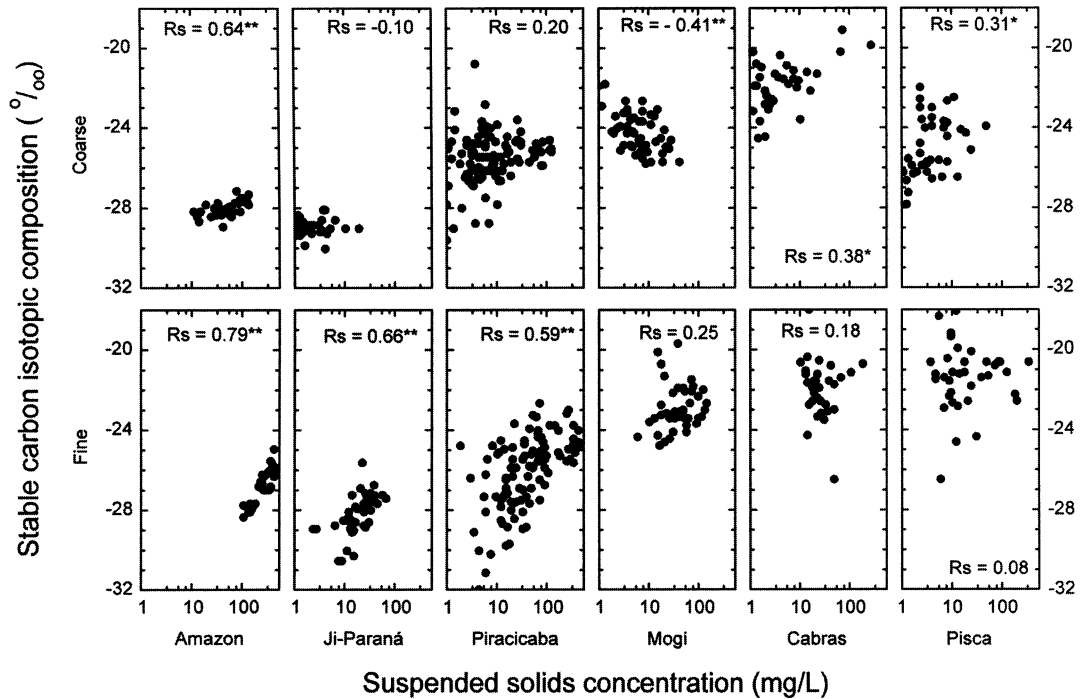 Stable carbon isotopic composition ( º/oo)
Coarse
Fine
-20
-24
-28
-32
-20
-24
-28
-32
Rs = 0.64**
Rs = -0.10
Rs = 0.20
Rs = - 0.41**
Rs = 0.38*
Rs = 0.31*
-20
-24
-28
-32
Rs = 0.79**
Rs = 0.66**
Rs = 0.59**
Rs = 0.25
Rs = 0.18
Rs = 0.08
-20
-24
-28
-32
1 10 100
1 10 100
1 10 100
1 10 100
1 10 100
1 10 100
Amazon
Ji-Paraná
Piracicaba
Mogi
Cabras
Pisca
Suspended solids concentration (mg/L)